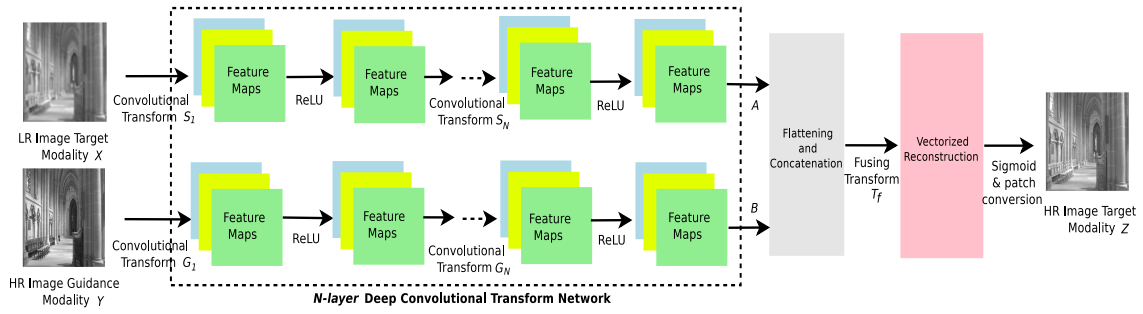 LR Image Target
Modality X
Convolutional
Transform S1
Feature
Maps
ReLU
Feature
Maps
Convolutional
Transform SN
Feature
Maps
ReLU
Feature
Maps
A
HR Image Guidance
Modality Y
Convolutional
Transform G1
Feature
Maps
ReLU
Feature
Maps
Convolutional
Transform GN
Feature
Maps
ReLU
Feature
Maps
B
N-layer Deep Convolutional Transform Network
Flattening
and
Concatenation
Fusing
Transform
Tf
Vectorized
Reconstruction
Sigmoid
& patch
conversion
HR Image Target
Modality Z